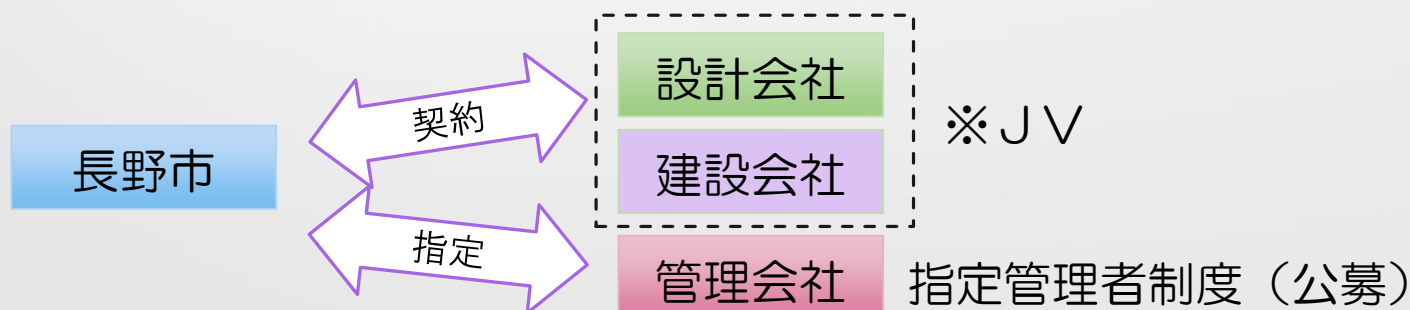 長野市
契約
指定
設計会社
建設会社
※JV
管理会社
指定管理者制度（公募）